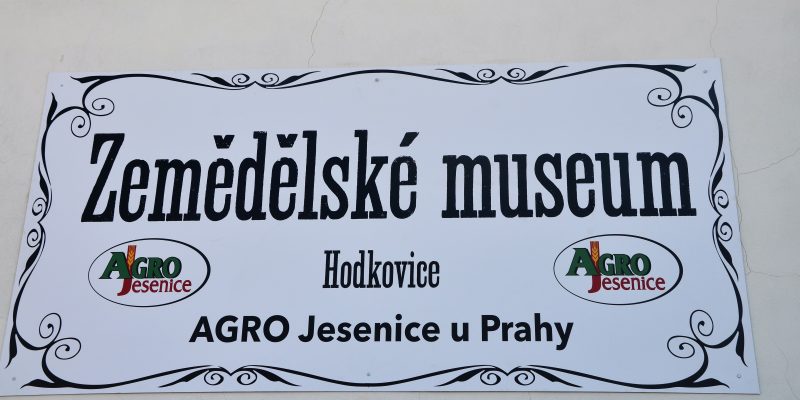 Zemědělské museum
AGRO
Jesenice
Hodkovice
AGRO
Jesenice
AGRO Jesenice u Prahy